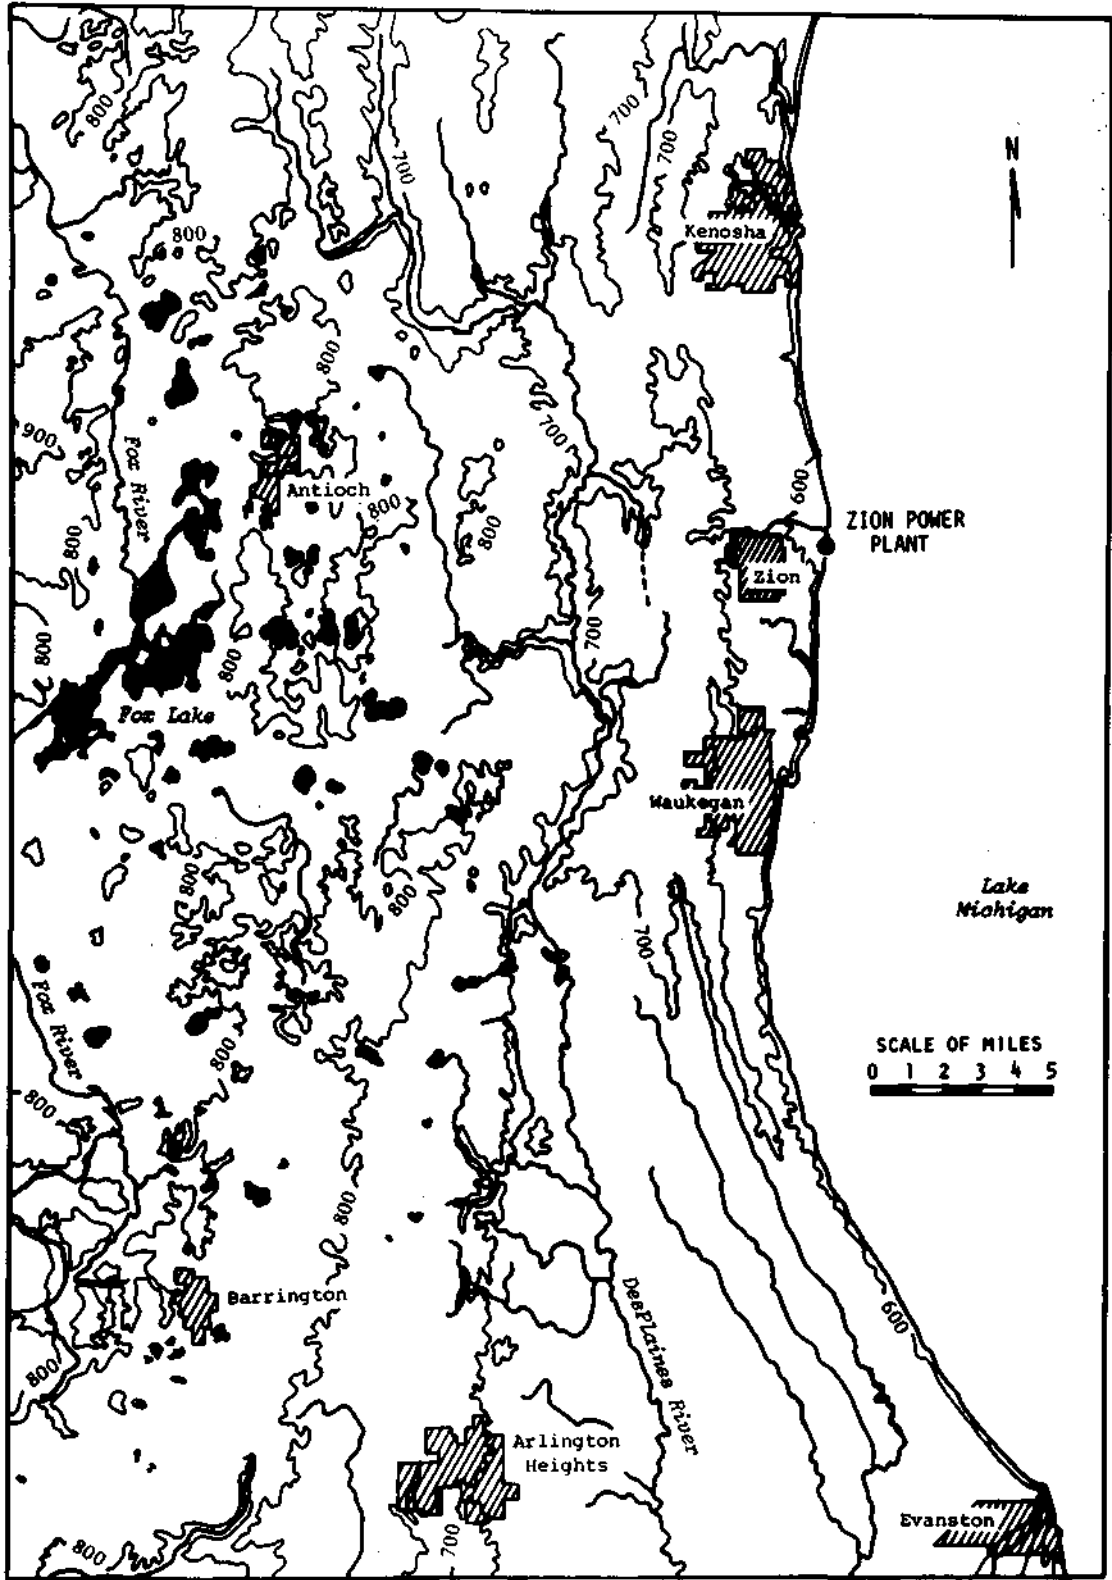 800
700
700
700
N
Kenosha
800
800
900
700
Fox River
Antioch
800
800
800
600
ZION POWER
PLANT
Zion
800
800
700
Fox Lake
Waukegan
800
800
Lake
Michigan
700
Fox River
800
SCALE OF MILES
0 1 2 3 4 5
800
800
Barrington
DesPlaines River
600
800
Arlington
Heights
Evanston
800
700